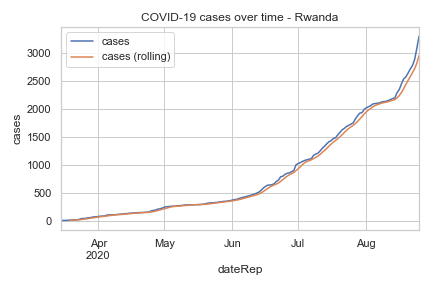 COVID-19 cases over time - Rwanda
cases
cases (rolling)
3000
2500
2000
1500
1000
500
0
cases
Apr
2020
May
Jun
Jul
Aug
dateRep